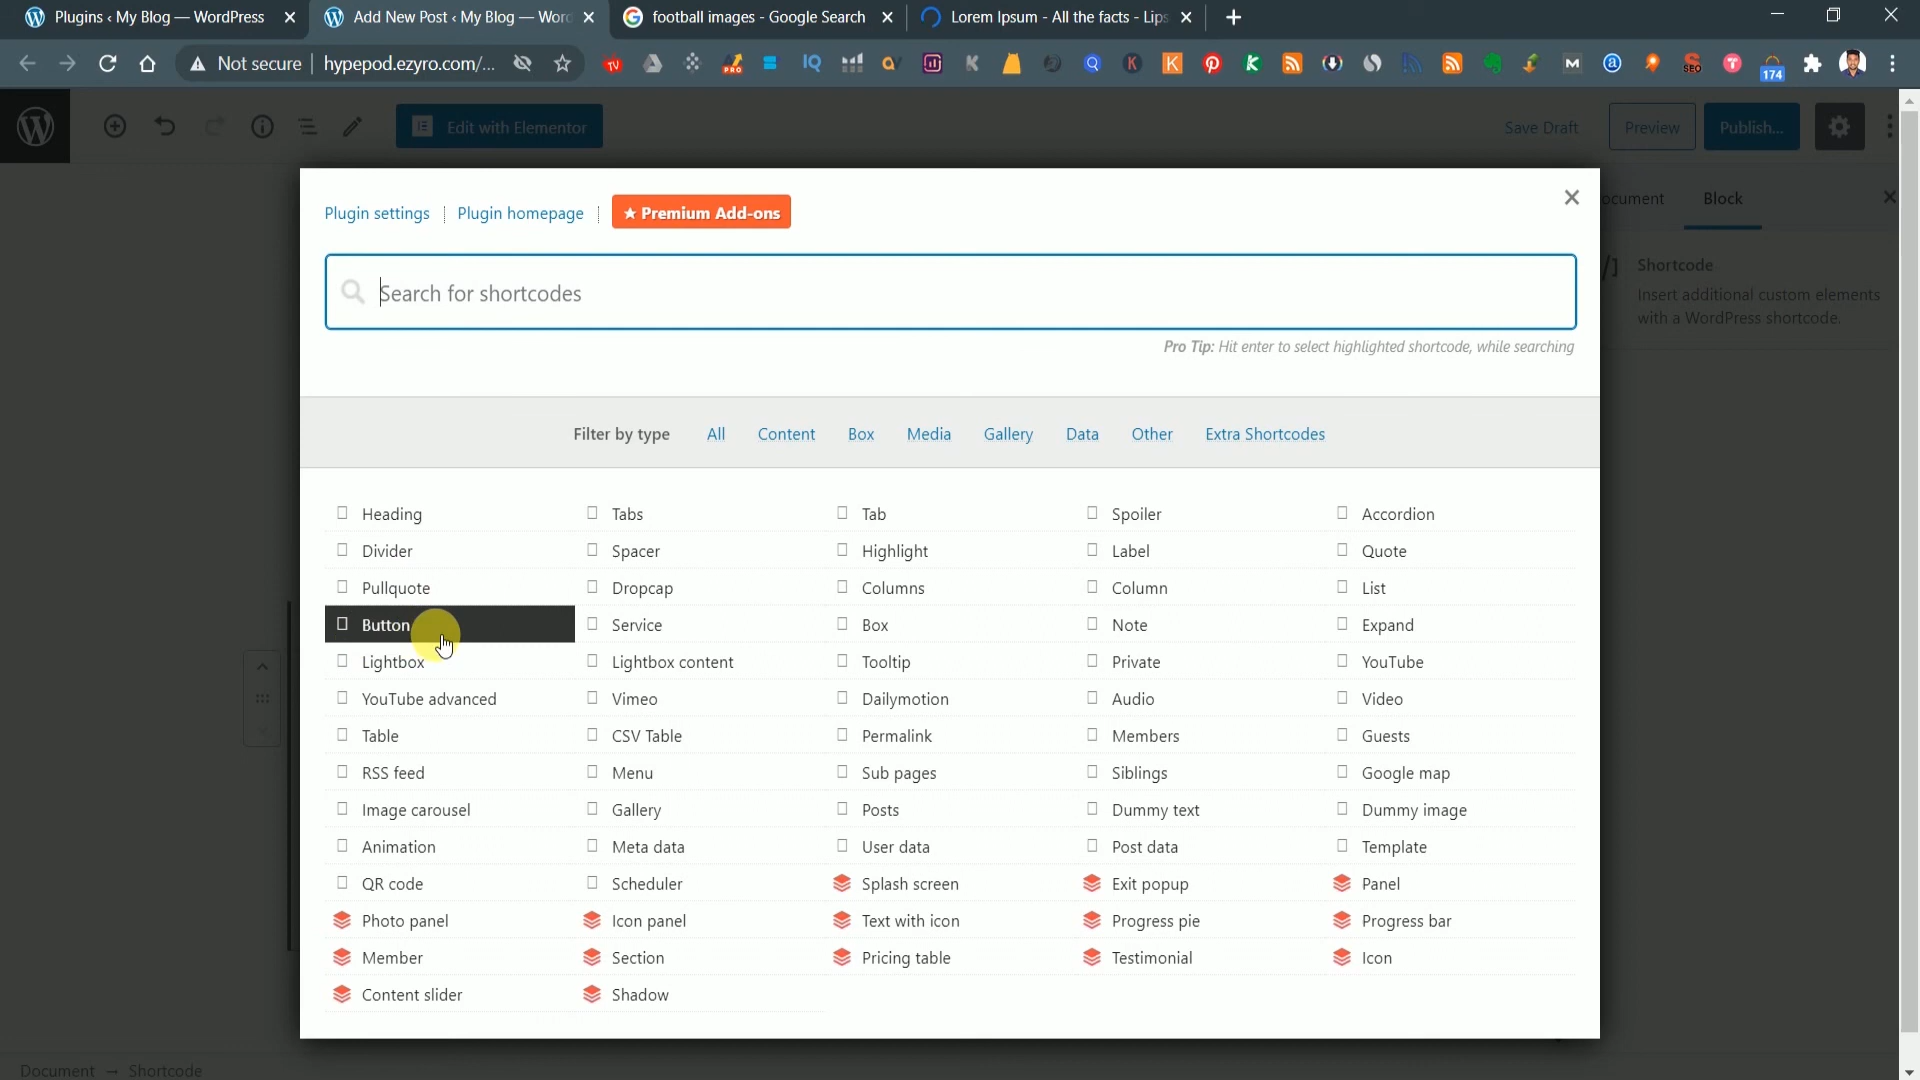 Plugins ‹ My Blog — WordPress
Add New Post ‹ My Blog — Word
football images - Google Search
Lorem Ipsum - All the facts - Lips
Not secure | hypepod.ezyro.com/...
174
Edit with Elementor
Save Draft
Preview
Publish...
Plugin settings
Plugin homepage
★ Premium Add-ons
ocument
Block
Search for shortcodes
Shortcode
Insert additional custom elements
with a WordPress shortcode.
Pro Tip: Hit enter to select highlighted shortcode, while searching
Filter by type All Content Box Media Gallery Data Other Extra Shortcodes
Heading Tabs Tab Spoiler Accordion
Divider Spacer Highlight Label Quote
Pullquote Dropcap Columns Column List
Button Service Box Note Expand
Lightbox Lightbox content Tooltip Private YouTube
YouTube advanced Vimeo Dailymotion Audio Video
Table CSV Table Permalink Members Guests
RSS feed Menu Sub pages Siblings Google map
Image carousel Gallery Posts Dummy text Dummy image
Animation Meta data User data Post data Template
QR code Scheduler Splash screen Exit popup Panel
Photo panel Icon panel Text with icon Progress pie Progress bar
Member Section Pricing table Testimonial Icon
Content slider Shadow
Document → Shortcode